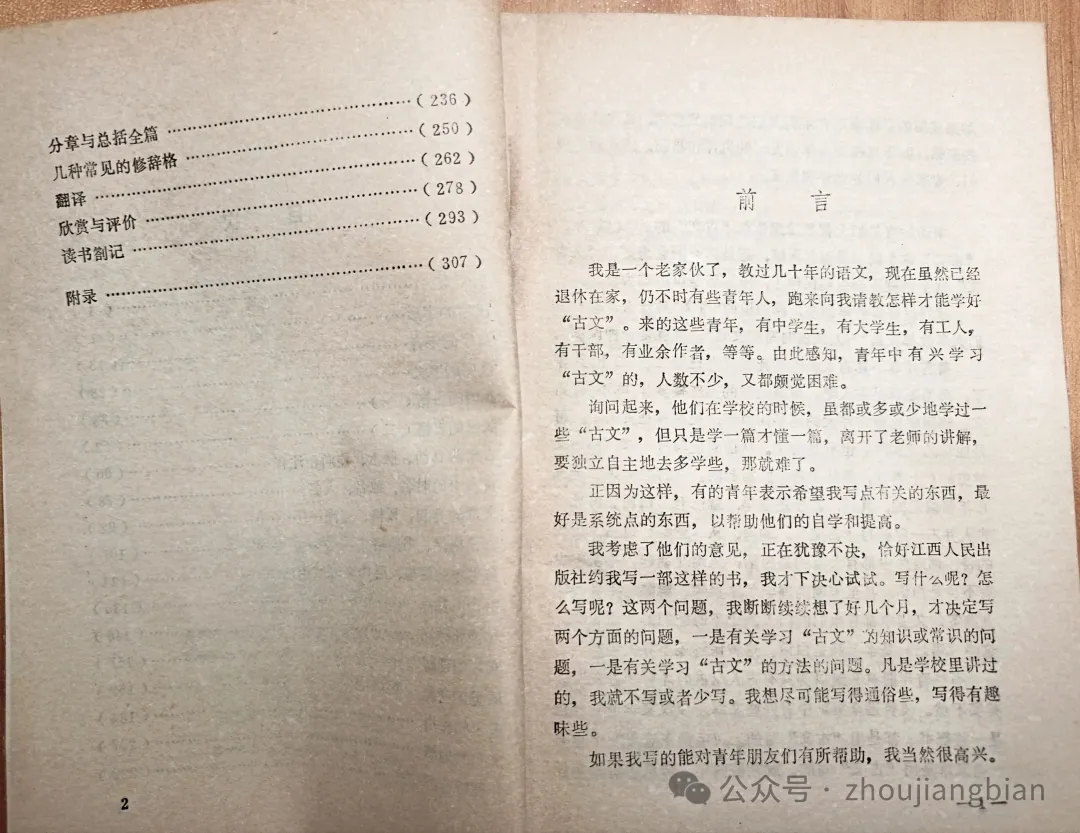 分章与总括全篇 ……………………………… ( 236 )
几种常见的修辞格 …………………………… ( 250 )
翻译 ………………………………………… ( 262 )
欣赏与评价 ………………………………… ( 278 )
读书劄记 …………………………………… ( 293 )
附录 ………………………………………… ( 307 )
2
前 言
我是一个老家伙了，教过几十年的语文，现在虽然已经
退休在家，仍不时有些青年人，跑来向我请教怎样才能学好
“古文”。来的这些青年，有中学生，有大学生，有工人，
有干部，有业余作者，等等。由此感知，青年中有兴学习
“古文”的，人数不少，又都颇觉困难。
询问起来，他们在学校的时候，虽都或多或少地学过一
些“古文”，但只是学一篇才懂一篇，离开了老师的讲解，
要独立自主地去多学些，那就难了。
正因为这样，有的青年表示希望我写点有关的东西，最
好是系统点的东西，以帮助他们的自学和提高。
我考虑了他们的意见，正在犹豫不决，恰好江西人民出
版社约我写一部这样的书，我才下决心试试。写什么呢？怎
么写呢？这两个问题，我断断续续想了好几个月，才决定写
两个方面的问题，一是有关学习“古文”的知识或常识的问
题，一是有关学习“古文”的方法的问题。凡是学校里讲过
的，我就不写或者少写。我想尽可能写得通俗些，写得有趣
味些。
如果我写的能对青年朋友们有所帮助，我当然很高兴。
— 1 —
公众号 · zhoujiangbian